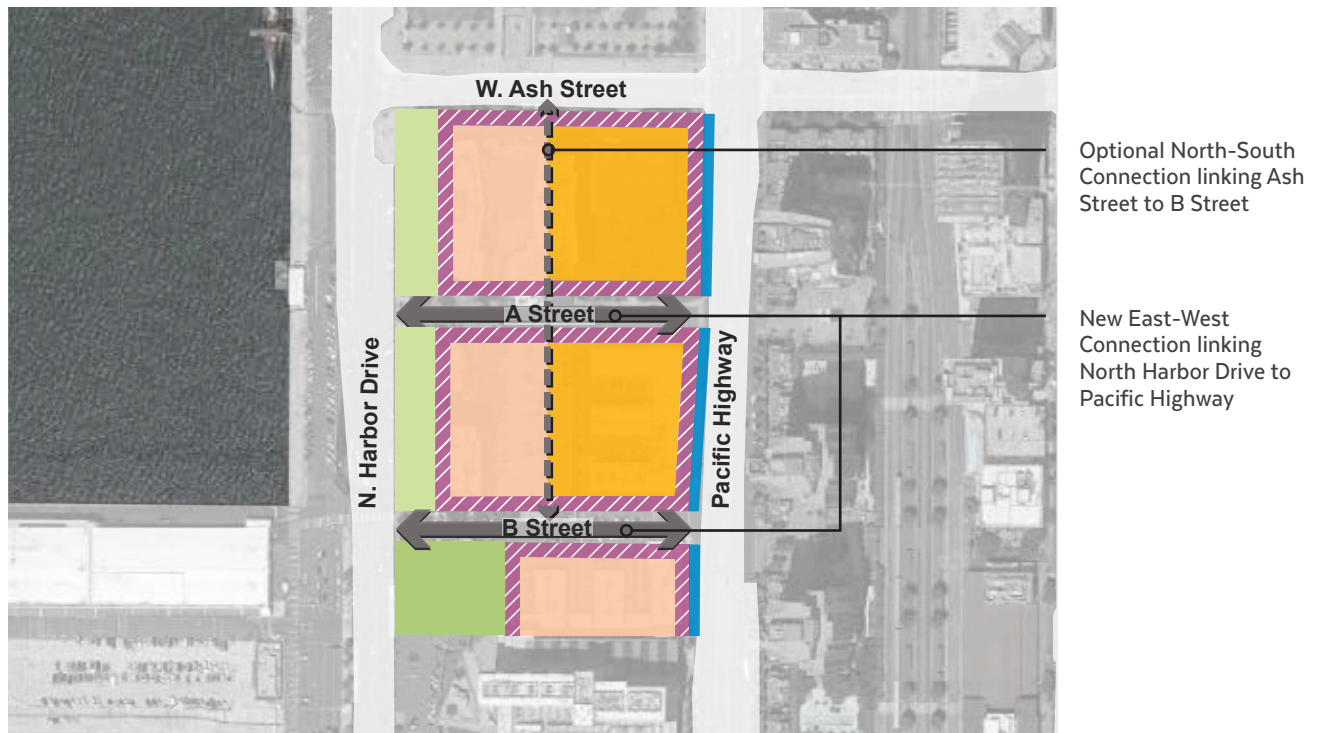 W. Ash Street
Optional North-South
Connection linking Ash
Street to B Street
A Street
New East-West
Connection linking
North Harbor Drive to
Pacific Highway
N. Harbor Drive
Pacific Highway
B Street